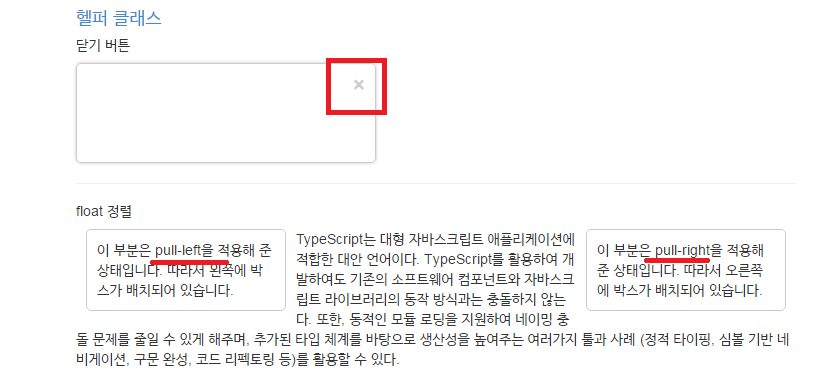 헬퍼 클래스
닫기 버튼
×
float 정렬
이 부분은 pull-left을 적용해 준
상태입니다. 따라서 왼쪽에 박
스가 배치되어 있습니다.
TypeScript는 대형 자바스크립트 애플리케이션에
적합한 대안 언어이다. TypeScript를 활용하여 개
발하여도 기존의 소프트웨어 컴포넌트와 자바스크
립트 라이브러리의 동작 방식과는 충돌하지 않는
다. 또한, 동적인 모듈 로딩을 지원하여 네이밍 충
돌 문제를 줄일 수 있게 해주며, 추가된 타입 체계를 바탕으로 생산성을 높여주는 여러가지 툴과 사례 (정적 타이핑, 심볼 기반 네
비게이션, 구문 완성, 코드 리펙토링 등)를 활용할 수 있다.
이 부분은 pull-right을 적용해
준 상태입니다. 따라서 오른쪽
에 박스가 배치되어 있습니다.